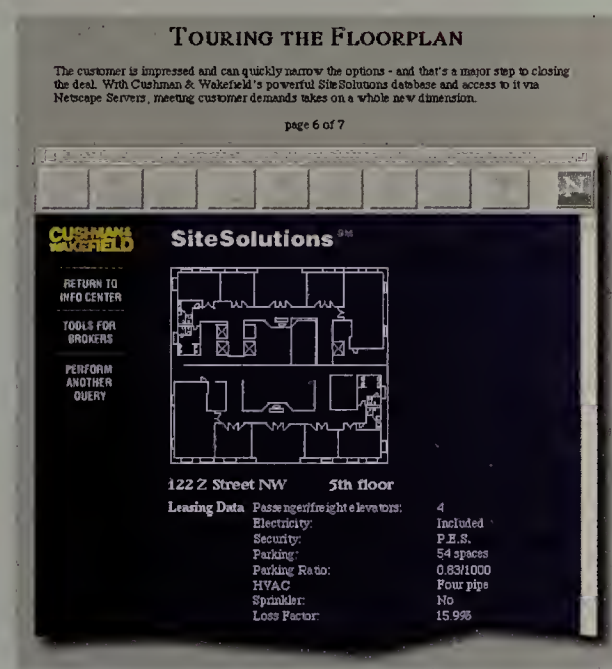 TOURING THE FLOORPLAN
The customer is impressed and can quickly narrow the options - and that's a major step to closing
the deal. With Cushman & Wakefield's powerful SiteSolutions database and access to it via
Netscape Servers, meeting customer demands takes on a whole new dimension.
page 6 of 7
N
CUSHMAN&
WAKEFIELD
SiteSolutions SM
RETURN TO
INFO CENTER
TOOLS FOR
BROKERS
PERFORM
ANOTHER
QUERY
122 Z Street NW 5th floor
Leasing Data Passenger/freight elevators: 4
Electricity: Included
Security: P.E.S.
Parking: 54 spaces
Parking Ratio: 0.83/1000
HVAC Four pipe
Sprinkler: No
Loss Factor: 15.9%